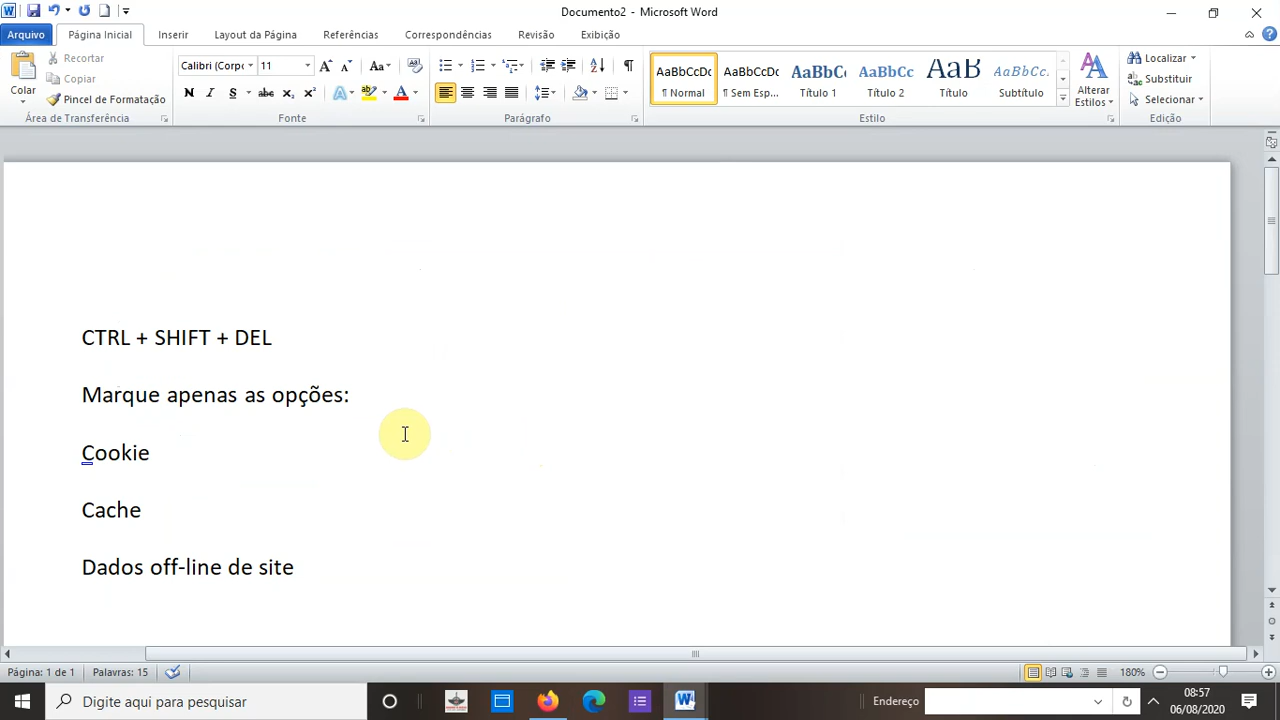 Documento2 - Microsoft Word
Arquivo Página Inicial Inserir Layout da Página Referências Correspondências Revisão Exibição
Colar
Recortar
Copiar
Pincel de Formatação
Área de Transferência
Calibri (Corpo 11
N I S abc x₂ x² A A
Fonte
Parágrafo
AaBbCcDc AaBbCcDc AaBbC AaBbCc AaB AaBbCc.
¶ Normal ¶ Sem Esp... Título 1 Título 2 Título Subtítulo
Alterar
Estilos
Estilo
Localizar
Substituir
Selecionar
Edição
CTRL + SHIFT + DEL
Marque apenas as opções:
Cookie
Cache
Dados off-line de site
Página: 1 de 1 Palavras: 15 180%
Digite aqui para pesquisar
Endereço
08:57
06/08/2020